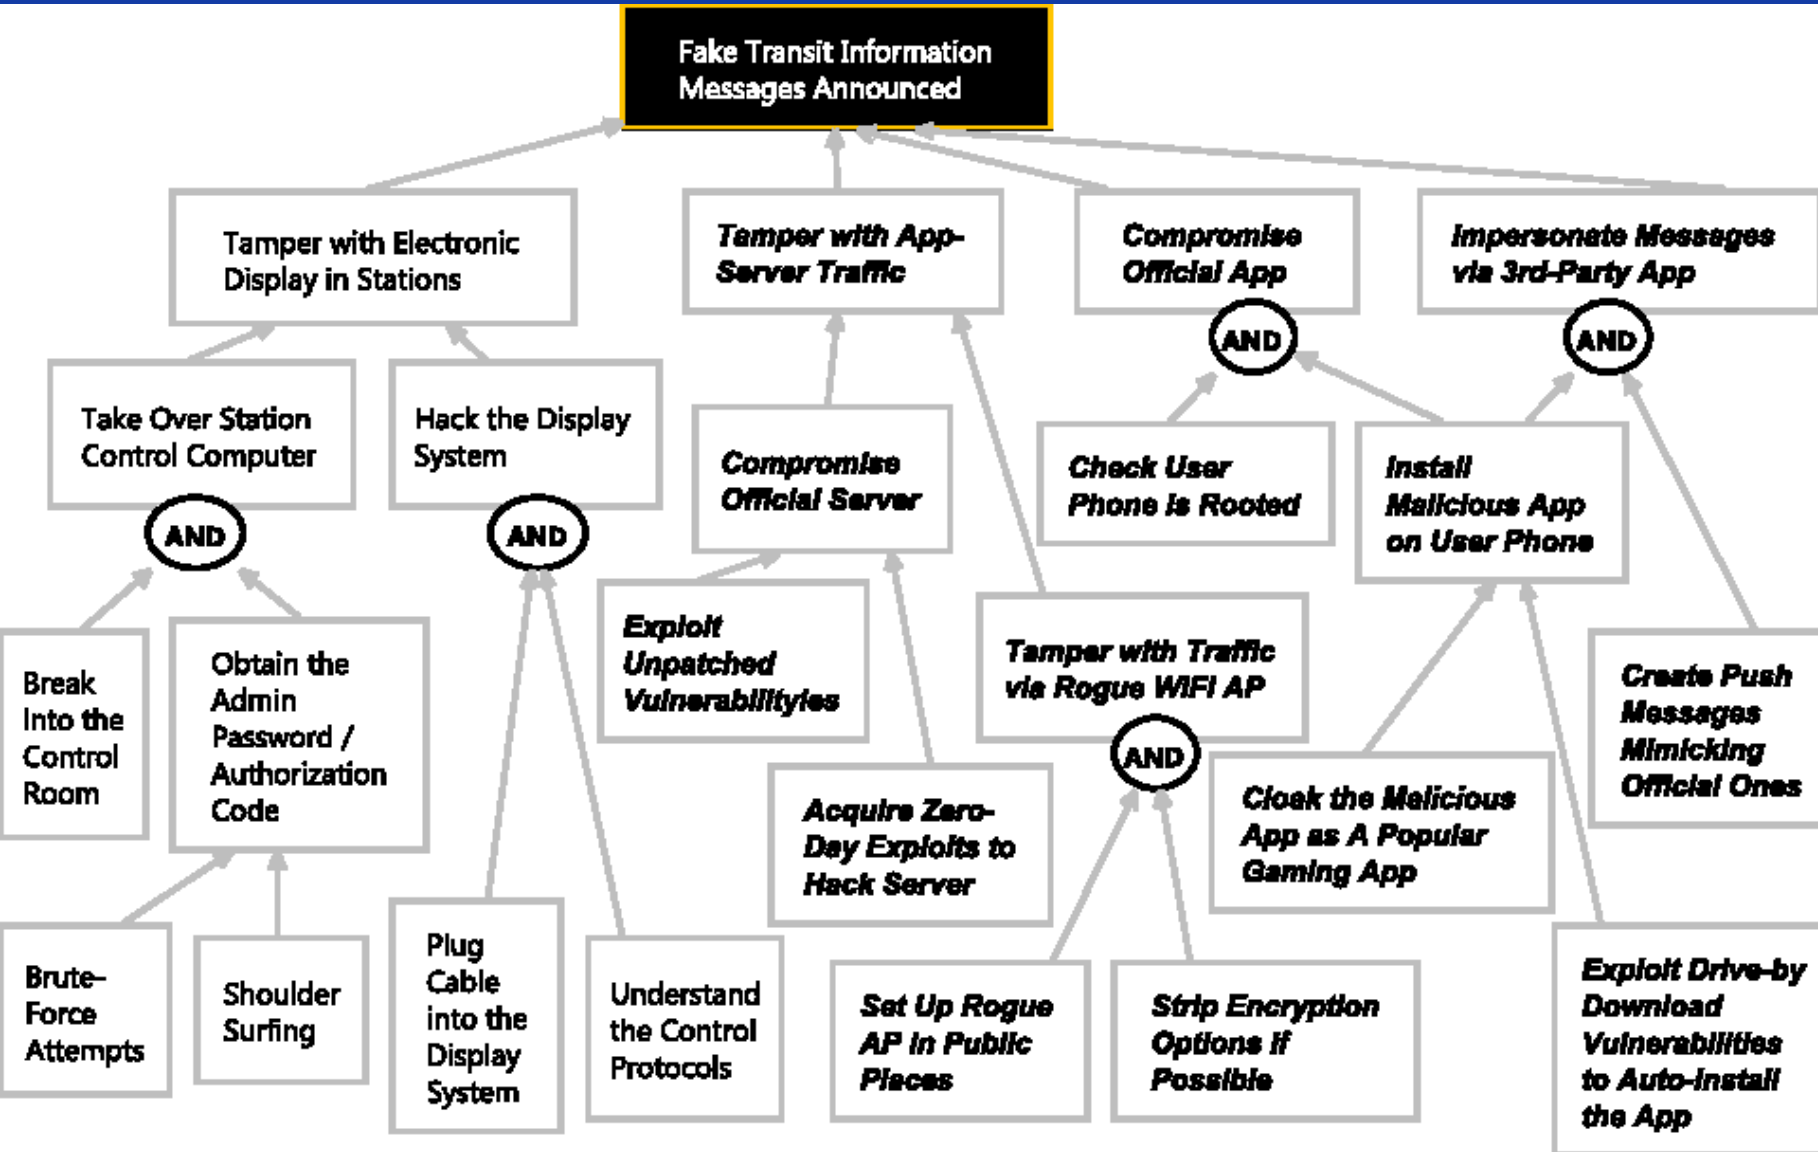 Fake Transit Information
Messages Announced
Tamper with Electronic
Display in Stations
Tamper with App-
Server Traffic
Compromise
Official App
Impersonate Messages
via 3rd-Party App
AND
AND
Take Over Station
Control Computer
Hack the Display
System
Compromise
Official Server
Check User
Phone is Rooted
Install
Malicious App
on User Phone
AND
AND
Break
Into the
Control
Room
Obtain the
Admin
Password /
Authorization
Code
Exploit
Unpatched
Vulnerabilityies
Tamper with Traffic
via Rogue WIFI AP
AND
Create Push
Messages
Mimicking
Official Ones
Acquire Zero-
Day Exploits to
Hack Server
Cloak the Malicious
App as A Popular
Gaming App
Brute-
Force
Attempts
Shoulder
Surfing
Plug
Cable
into the
Display
System
Understand
the Control
Protocols
Set Up Rogue
AP in Public
Places
Strip Encryption
Options if
Possible
Exploit Drive-by
Download
Vulnerabilities
to Auto-install
the App